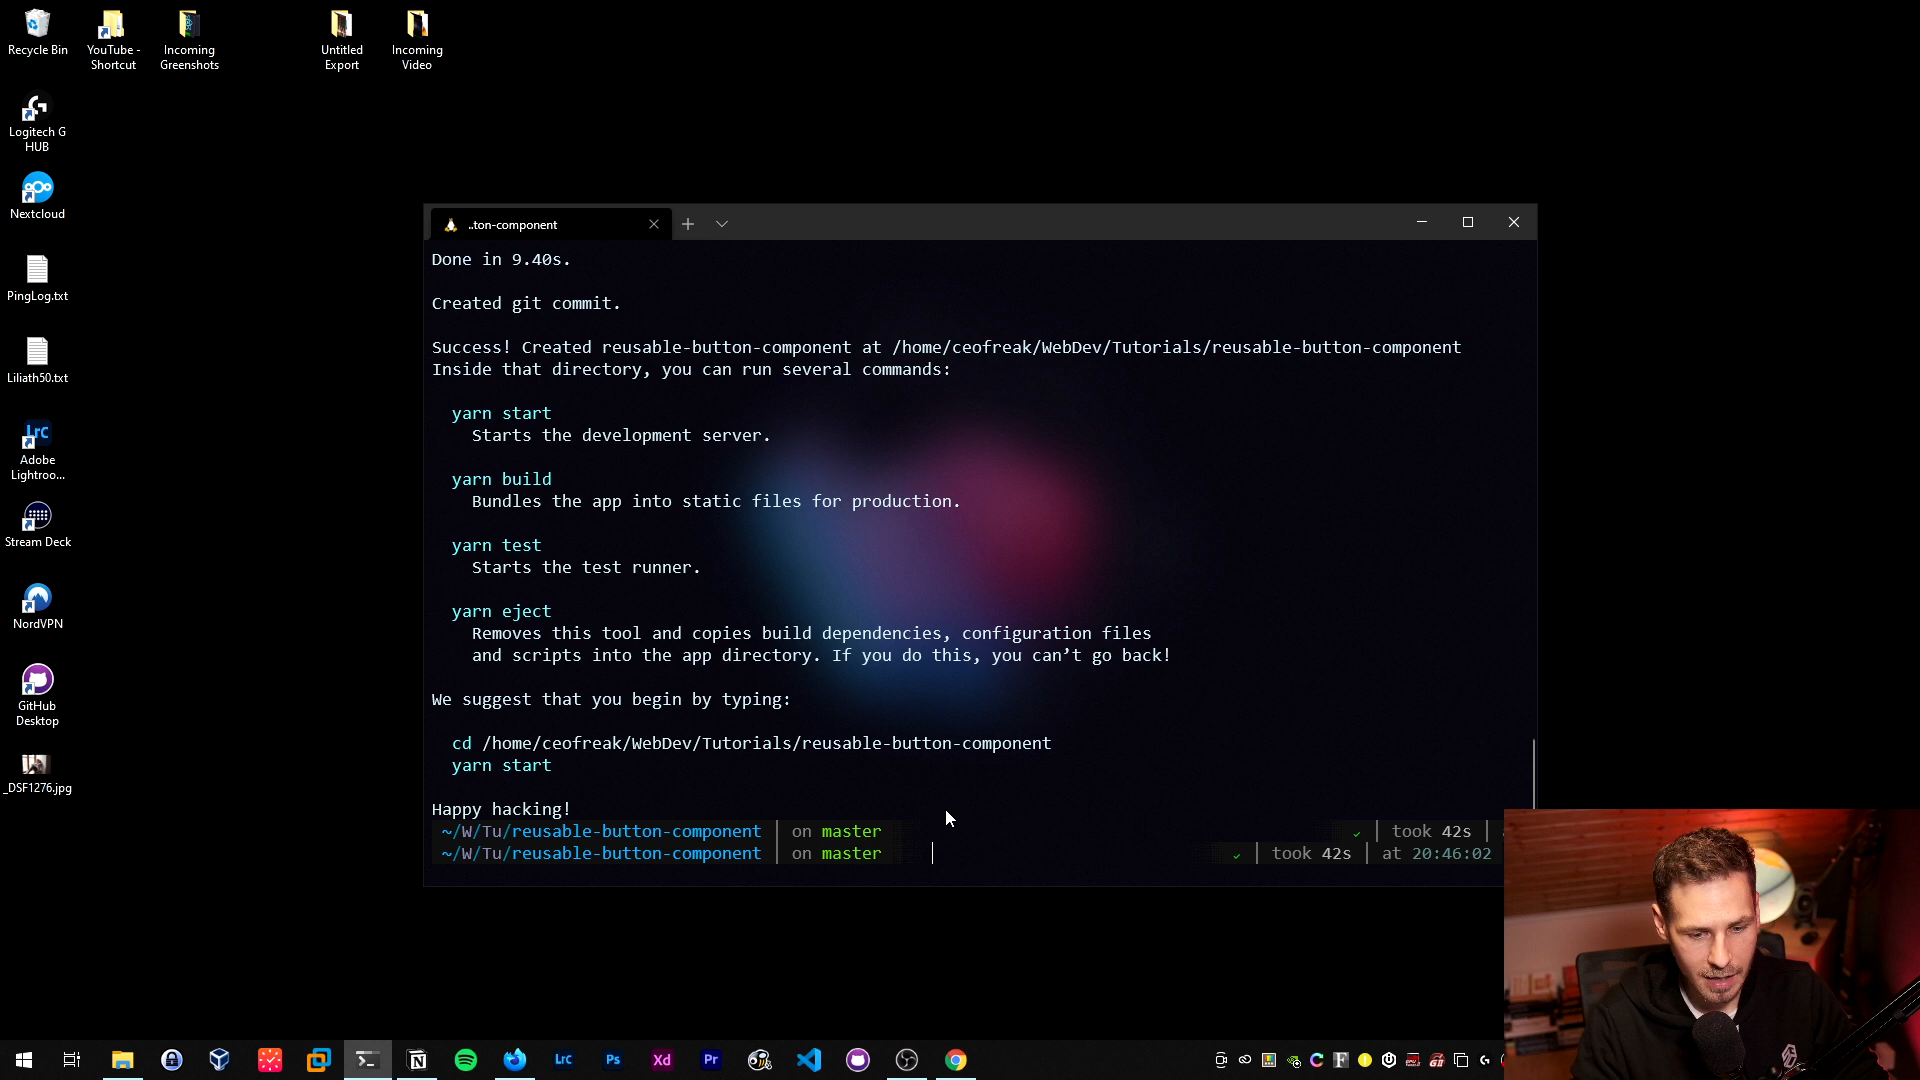 Recycle Bin
YouTube -
Shortcut
Incoming
Greenshots
Untitled
Export
Incoming
Video
Logitech G
HUB
Nextcloud
PingLog.txt
Liliath50.txt
Lrc
Adobe
Lightroo...
Stream Deck
NordVPN
GitHub
Desktop
_DSF1276.jpg
..ton-component
Done in 9.40s.
Created git commit.
Success! Created reusable-button-component at /home/ceofreak/WebDev/Tutorials/reusable-button-component
Inside that directory, you can run several commands:
yarn start
Starts the development server.
yarn build
Bundles the app into static files for production.
yarn test
Starts the test runner.
yarn eject
Removes this tool and copies build dependencies, configuration files
and scripts into the app directory. If you do this, you can’t go back!
We suggest that you begin by typing:
cd /home/ceofreak/WebDev/Tutorials/reusable-button-component
yarn start
Happy hacking!
~/W/Tu/reusable-button-component │ on master ✓ │ took 42s │
~/W/Tu/reusable-button-component │ on master ✓ │ took 42s │ at 20:46:02
Lrc Ps Xd Pr